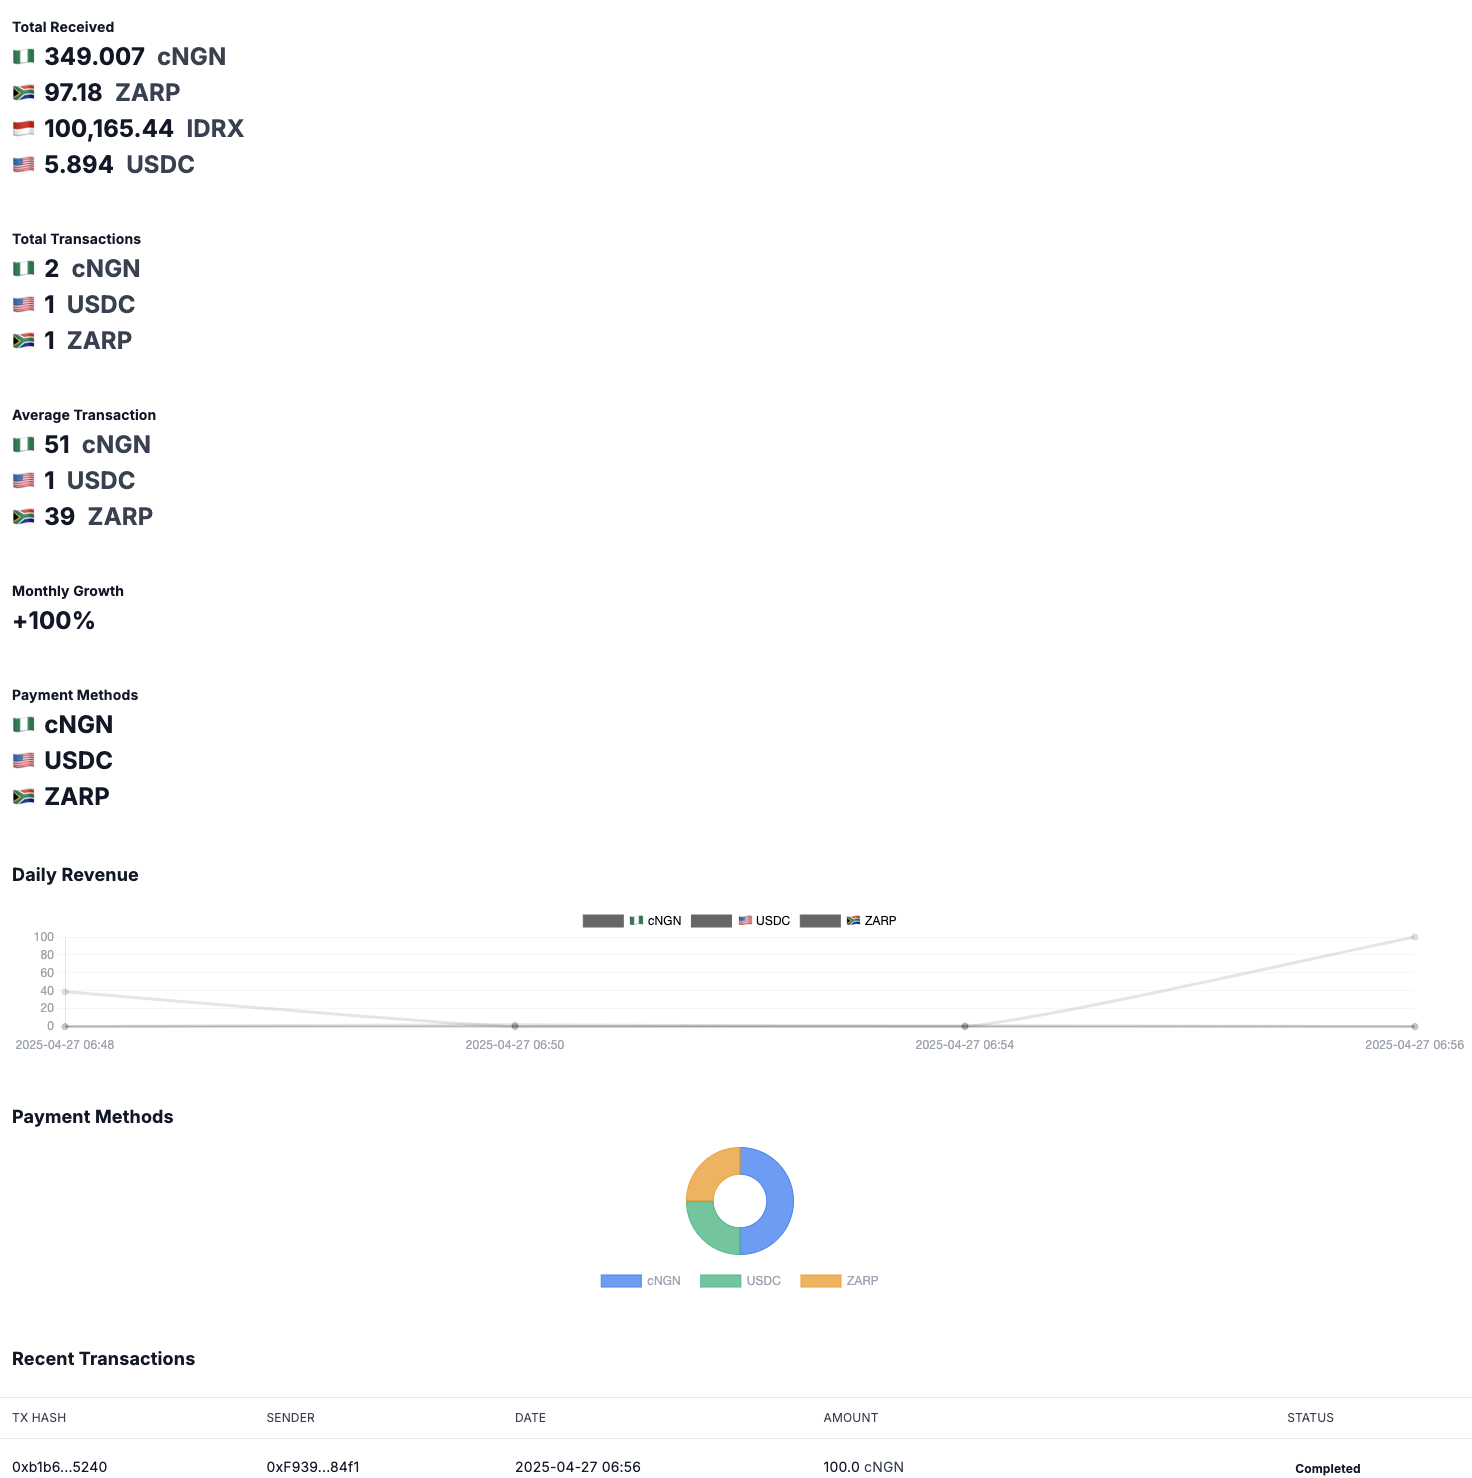 Total Received
349.007 cNGN
97.18 ZARP
100,165.44 IDRX
5.894 USDC
Total Transactions
2 cNGN
1 USDC
1 ZARP
Average Transaction
51 cNGN
1 USDC
39 ZARP
Monthly Growth
+100%
Payment Methods
cNGN
USDC
ZARP
Daily Revenue
cNGN USDC ZARP
100
80
60
40
20
0
2025-04-27 06:48 2025-04-27 06:50 2025-04-27 06:54 2025-04-27 06:56
Payment Methods
cNGN USDC ZARP
Recent Transactions
TX HASH SENDER DATE AMOUNT STATUS
0xb1b6...5240 0xF939...84f1 2025-04-27 06:56 100.0 cNGN Completed